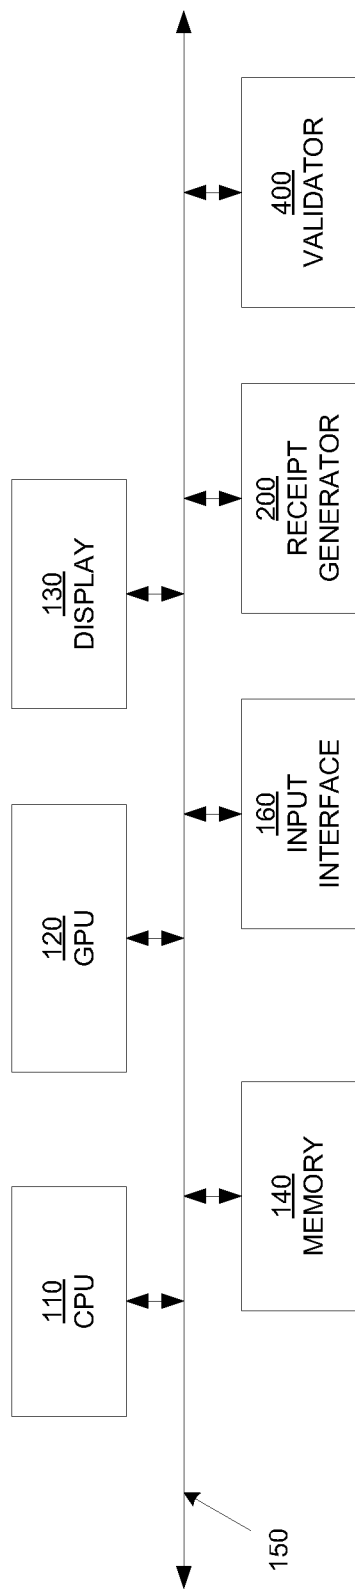 110
CPU
120
GPU
130
DISPLAY
150
140
MEMORY
160
INPUT
INTERFACE
200
RECEIPT
GENERATOR
400
VALIDATOR